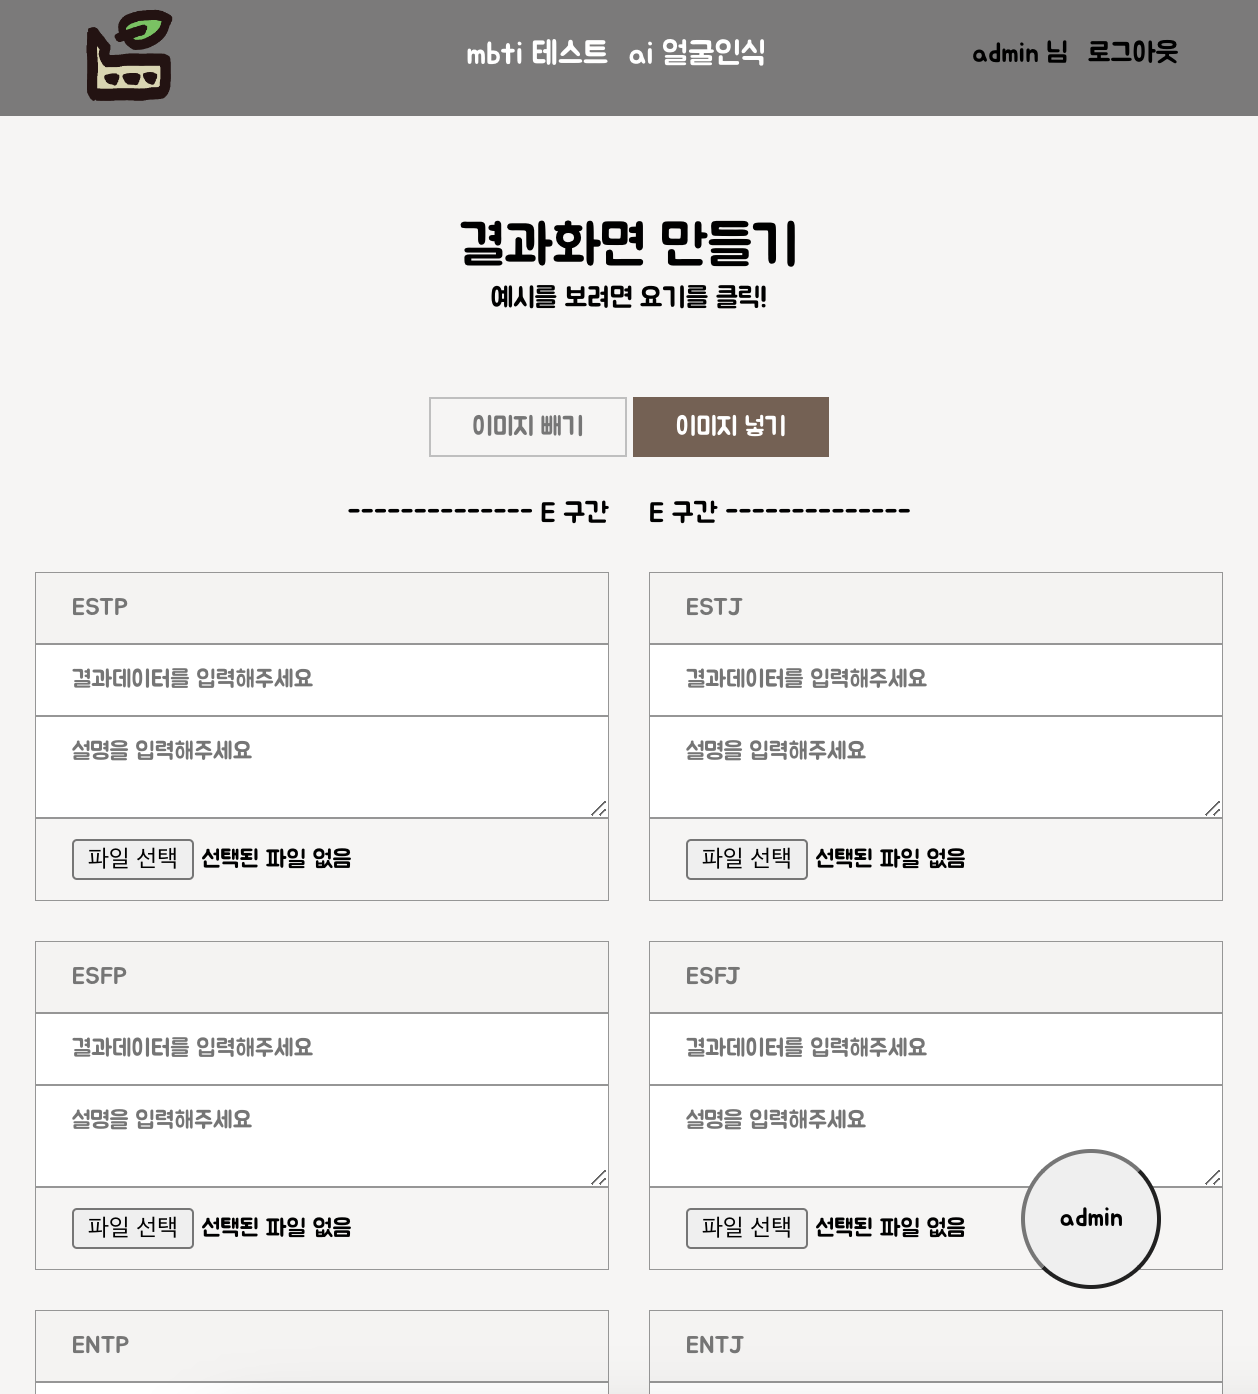 mbti 테스트 ai 얼굴인식 admin 님 로그아웃
결과화면 만들기
예시를 보려면 요기를 클릭!
이미지 빼기 이미지 넣기
-------------- E 구간 E 구간 --------------
ESTP ESTJ
결과데이터를 입력해주세요 결과데이터를 입력해주세요
설명을 입력해주세요 설명을 입력해주세요
파일 선택 선택된 파일 없음 파일 선택 선택된 파일 없음
ESFP ESFJ
결과데이터를 입력해주세요 결과데이터를 입력해주세요
설명을 입력해주세요 설명을 입력해주세요
파일 선택 선택된 파일 없음 파일 선택 선택된 파일 없음 admin
ENTP ENTJ